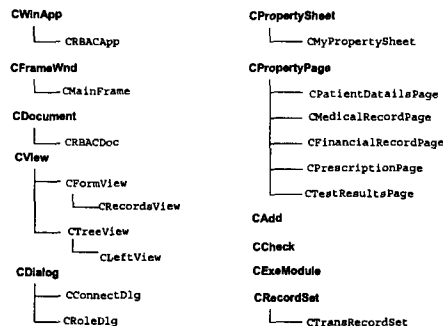 CWinApp
CRBACApp
CFrameWnd
CMainFrame
CDocument
CRBACDoc
CView
CFormView
CRecordsView
CTreeView
CLeftView
CDialog
CConnectDlg
CRoleDlg
CPropertySheet
CMyPropertySheet
CPropertyPage
CPatientDatailsPage
CMedicalRecordPage
CFinancialRecordPage
CPrescriptionPage
CTestResultsPage
CAdd
CCheck
CExeModule
CRecordSet
CTransRecordSet